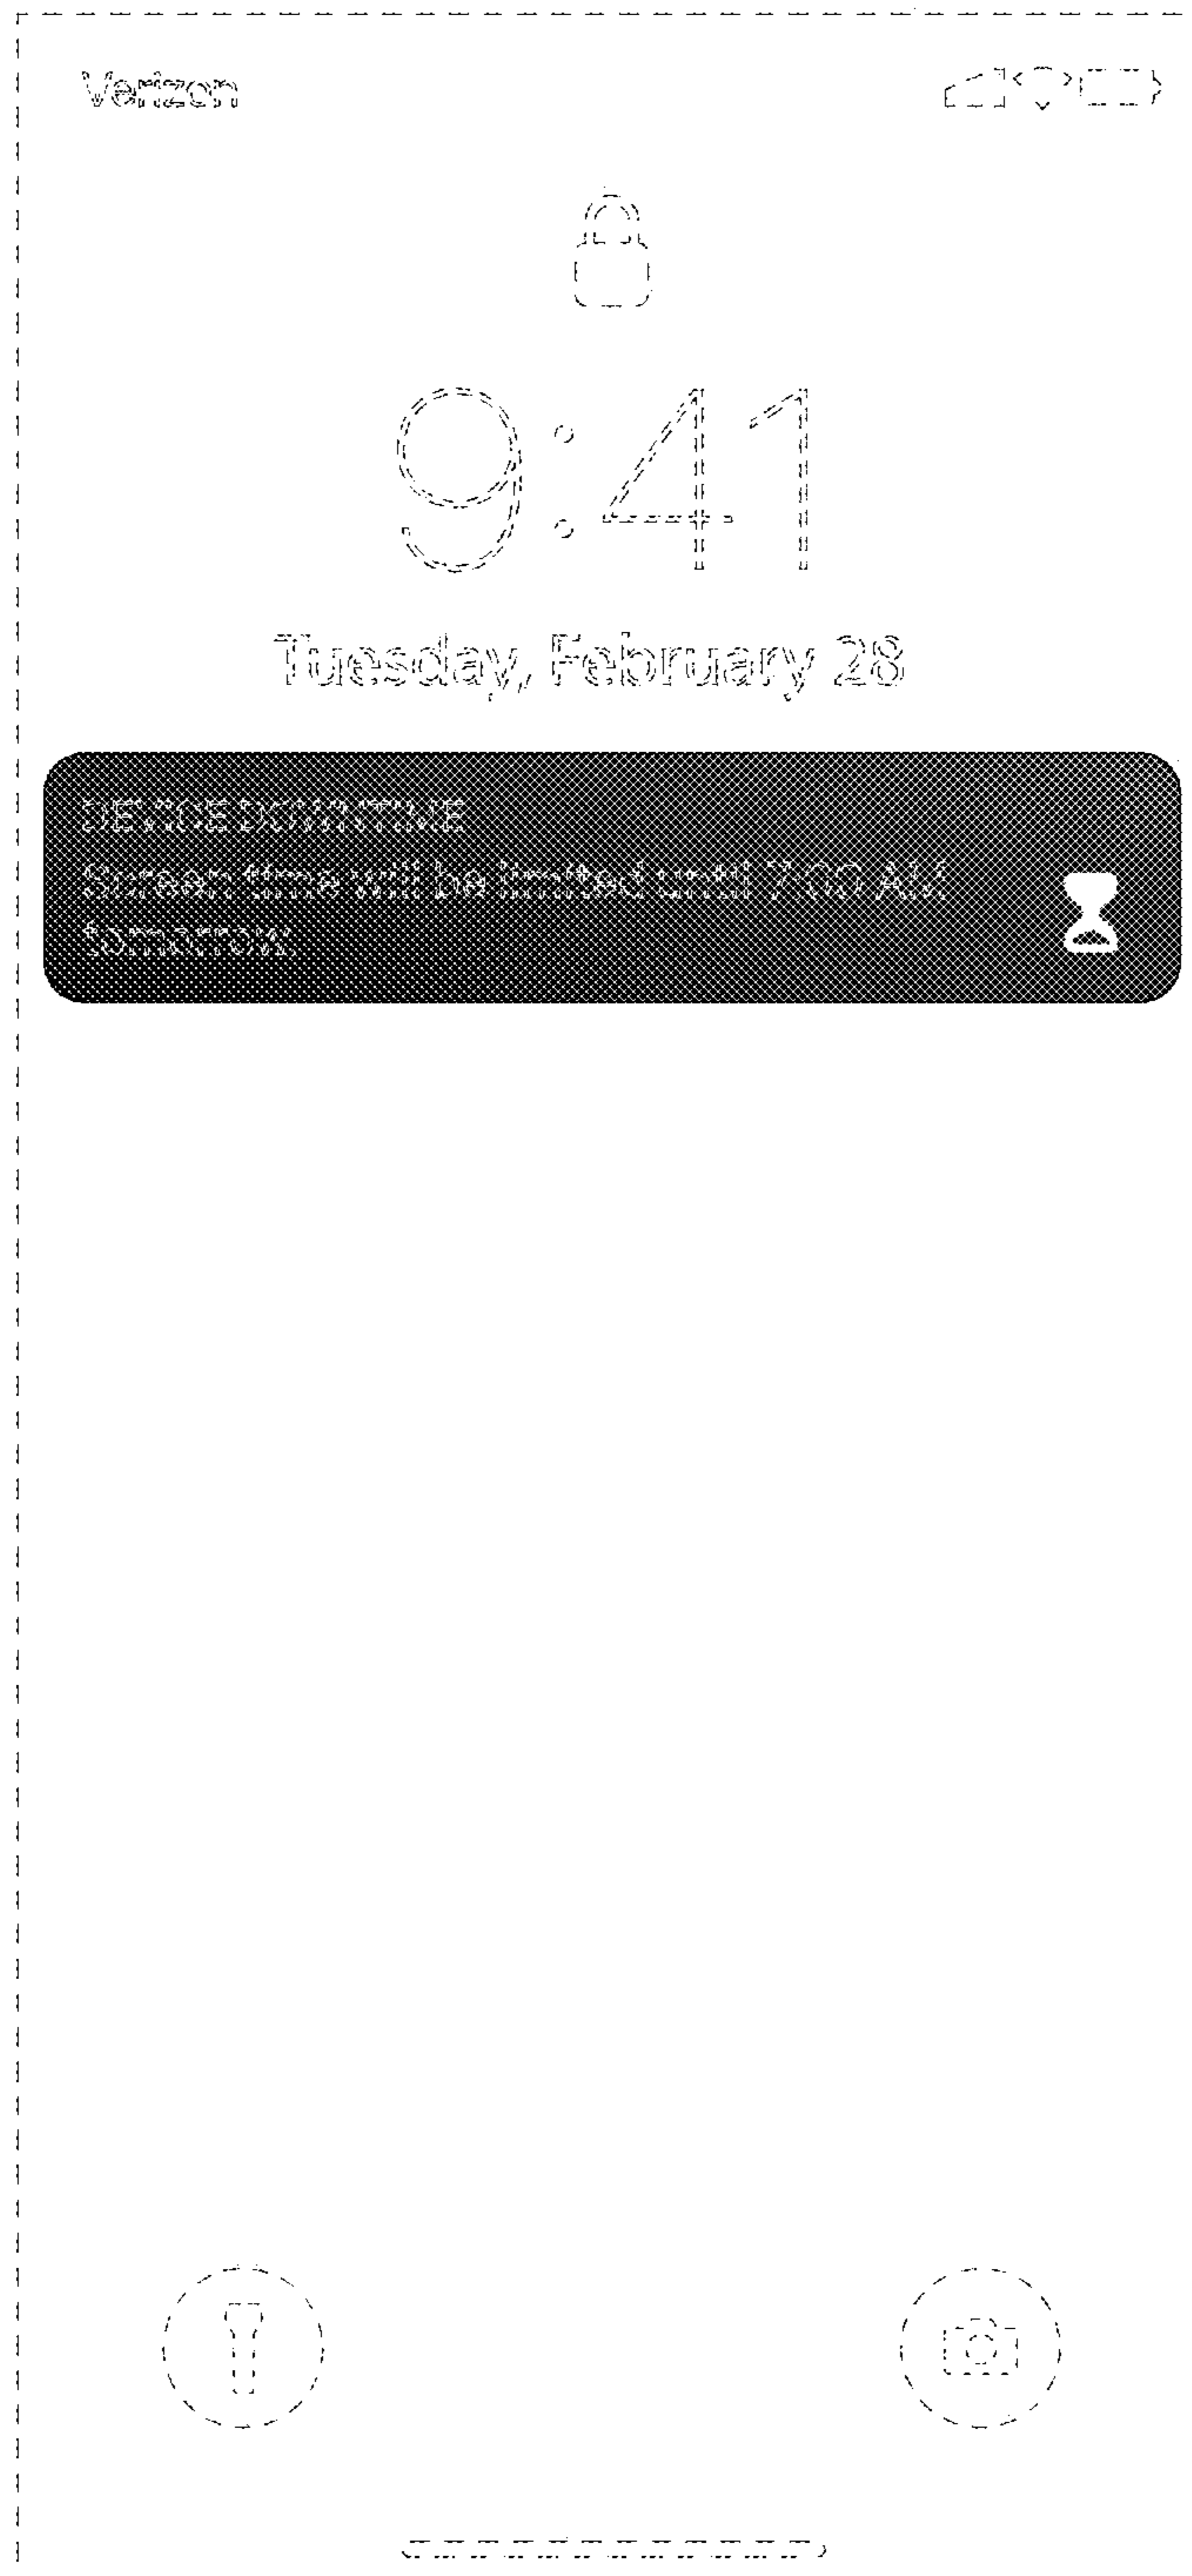 Verizon
9:41
Tuesday, February 28
DEVICE DOWNTIME
Screen time will be limited until 7:00 AM
tomorrow.